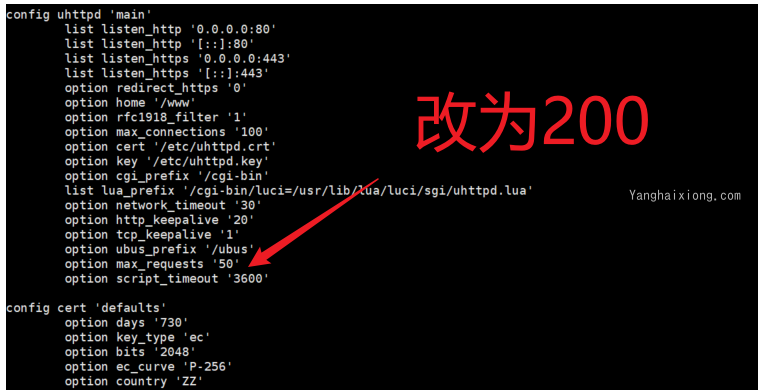 config uhttpd 'main'
list listen_http '0.0.0.0:80'
list listen_http '[::]:80'
list listen_https '0.0.0.0:443'
list listen_https '[::]:443'
option redirect_https '0'
option home '/www'
option rfc1918_filter '1'
option max_connections '100'
option cert '/etc/uhttpd.crt'
option key '/etc/uhttpd.key'
option cgi_prefix '/cgi-bin'
list lua_prefix '/cgi-bin/luci=/usr/lib/lua/luci/sgi/uhttpd.lua'
option network_timeout '30'
option http_keepalive '20'
option tcp_keepalive '1'
option ubus_prefix '/ubus'
option max_requests '50'
option script_timeout '3600'
改为200
Yanghaixiong.com
config cert 'defaults'
option days '730'
option key_type 'ec'
option bits '2048'
option ec_curve 'P-256'
option country 'ZZ'